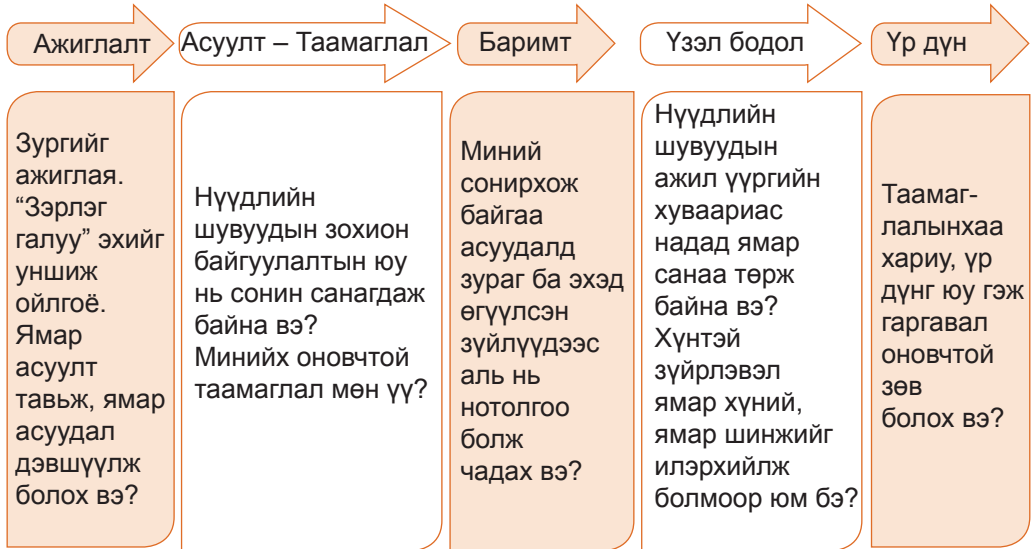 Ажиглалт
Асуулт – Таамаглал
Баримт
Үзэл бодол
Үр дүн
Зургийг
ажиглая.
“Зэрлэг
галуу” эхийг
уншиж
ойлгоё.
Ямар
асуулт
тавьж, ямар
асуудал
дэвшүүлж
болох вэ?
Нүүдлийн
шувуудын зохион
байгуулалтын юу
нь сонин санагдаж
байна вэ?
Минийх оновчтой
таамаглал мөн үү?
Миний
сонирхож
байгаа
асуудалд
зураг ба эхэд
өгүүлсэн
зүйлүүдээс
аль нь
нотолгоо
болж
чадах вэ?
Нүүдлийн
шувуудын
ажил үүргийн
хуваариас
надад ямар
санаа төрж
байна вэ?
Хүнтэй
зүйрлэвэл
ямар хүний,
ямар шинжийг
илэрхийлж
болмоор юм бэ?
Таамаг-
лалынхаа
хариу, үр
дүнг юу гэж
гаргавал
оновчтой
зөв
болох вэ?